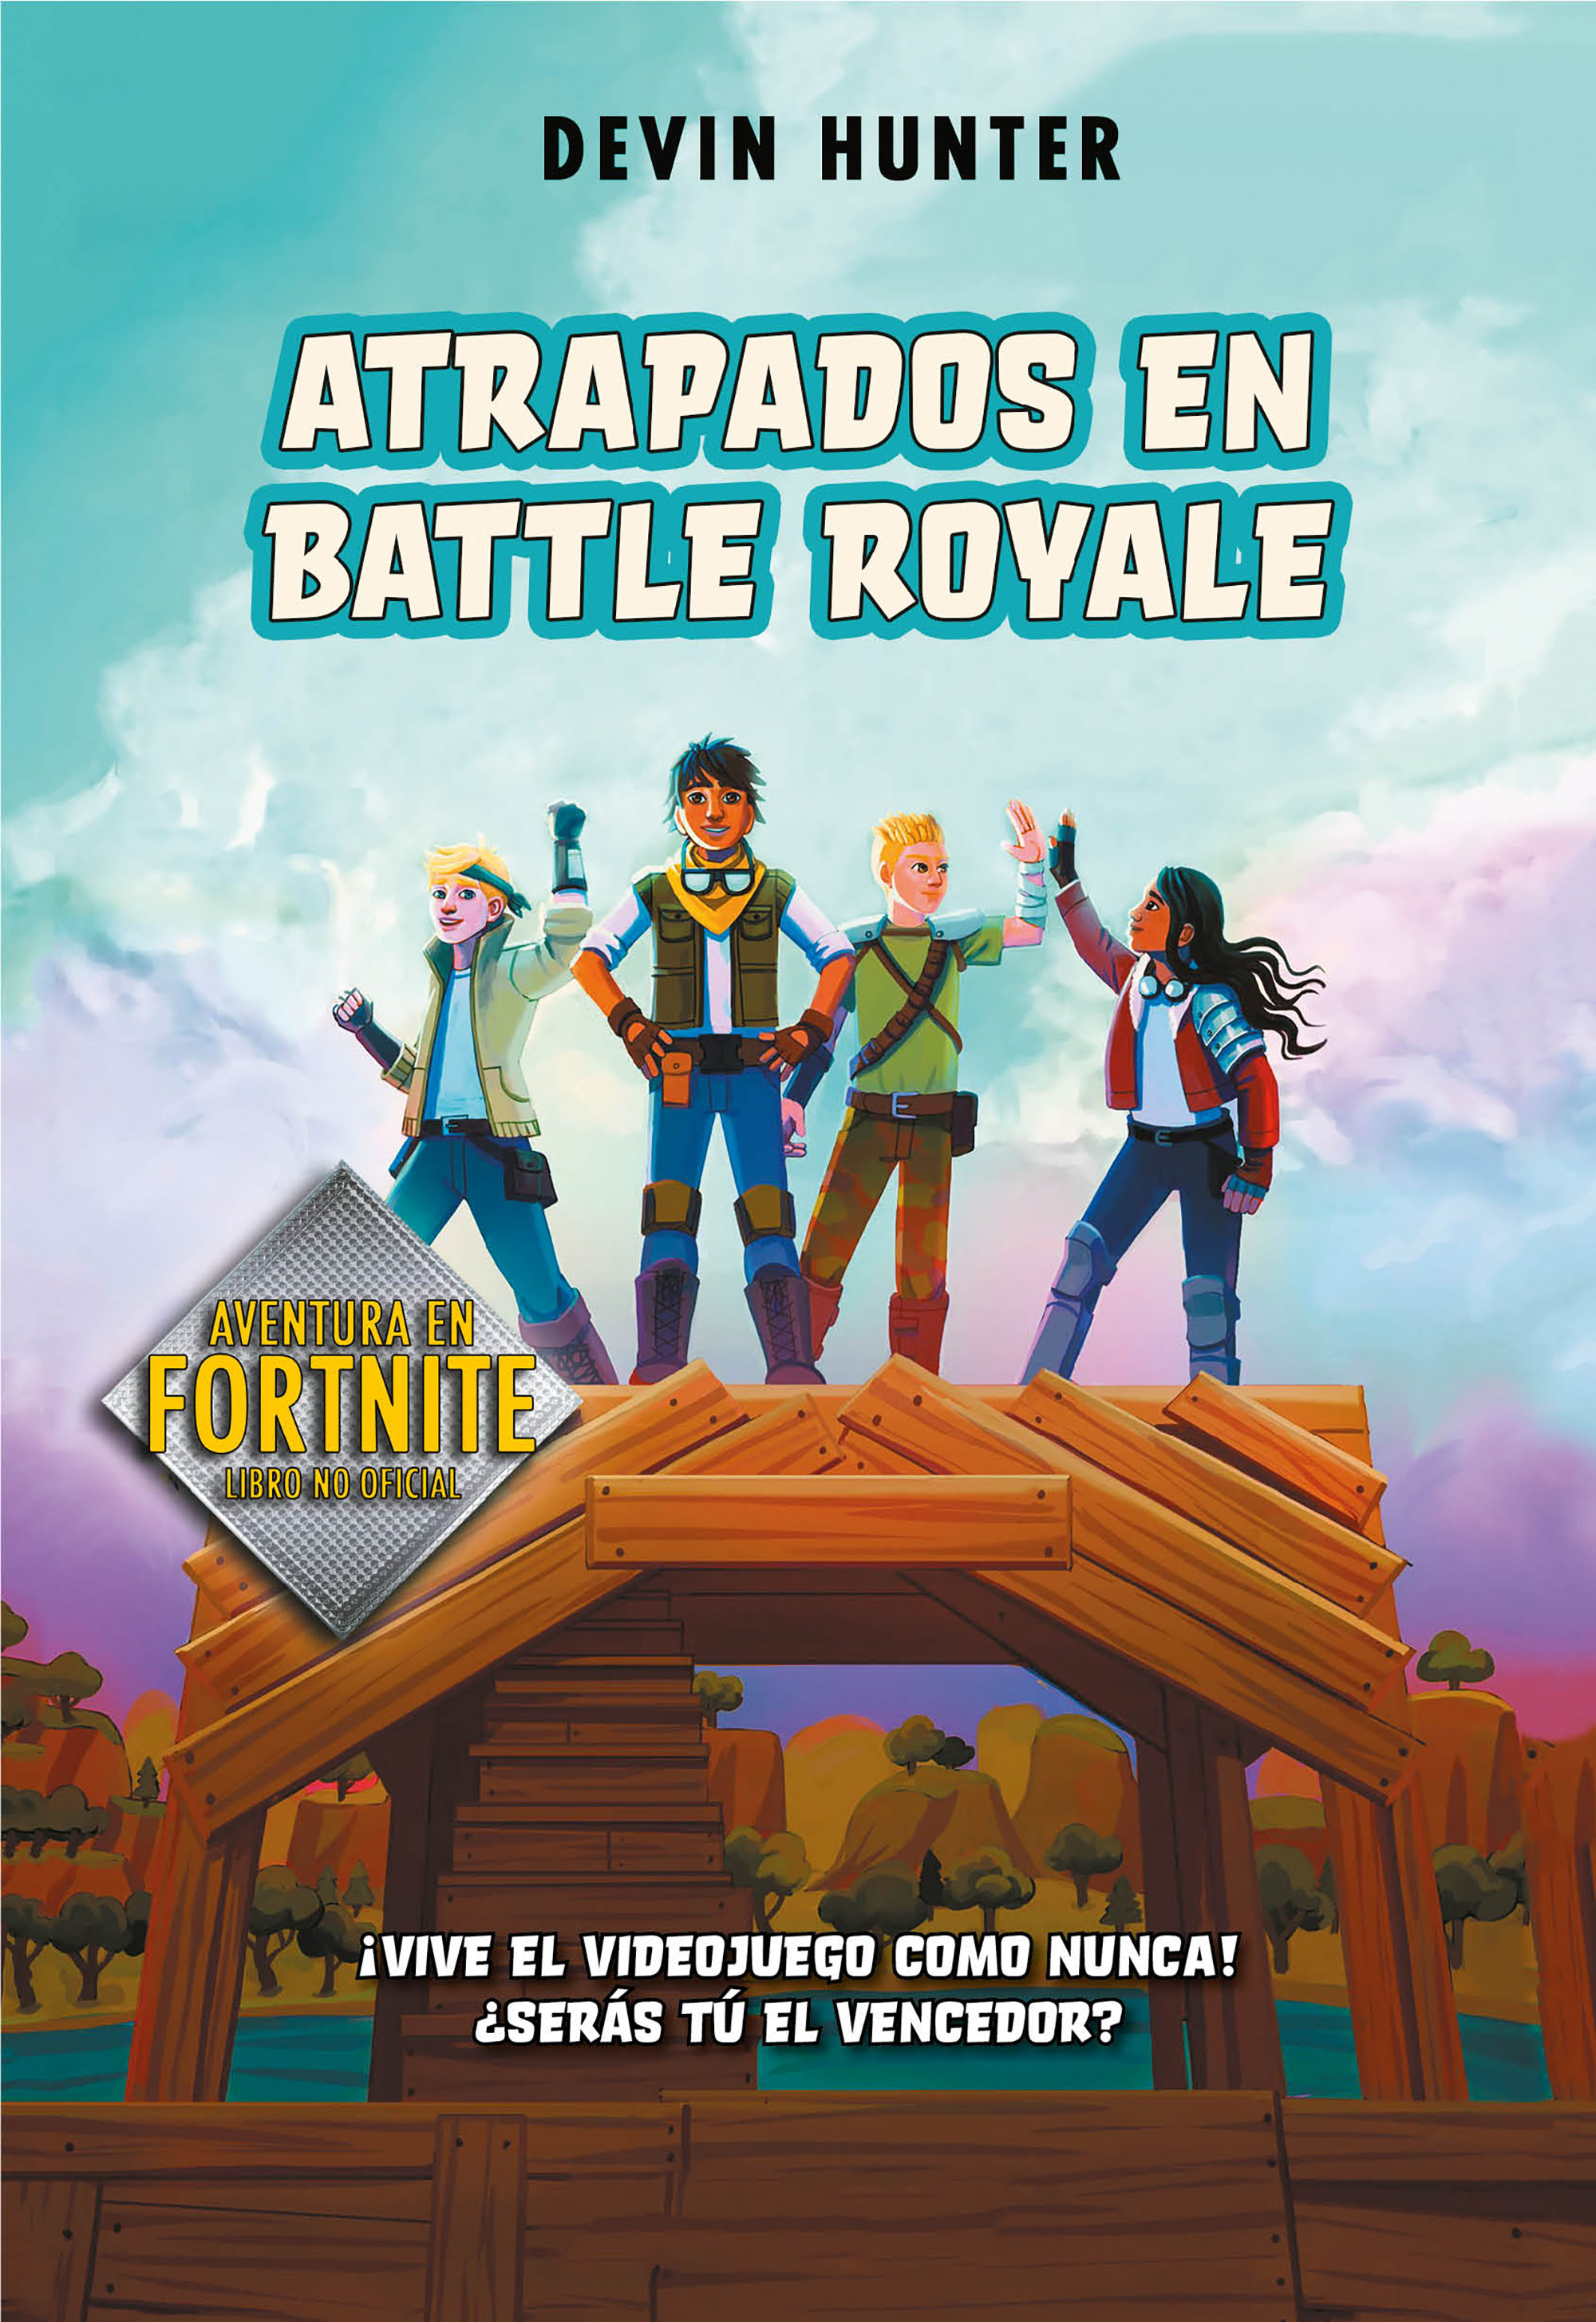 DEVIN HUNTER
ATRAPADOS EN
BATTLE ROYALE
AVENTURA EN
FORTNITE
LIBRO NO OFICIAL
¡VIVE EL VIDEOJUEGO COMO NUNCA!
¿SERÁS TÚ EL VENCEDOR?